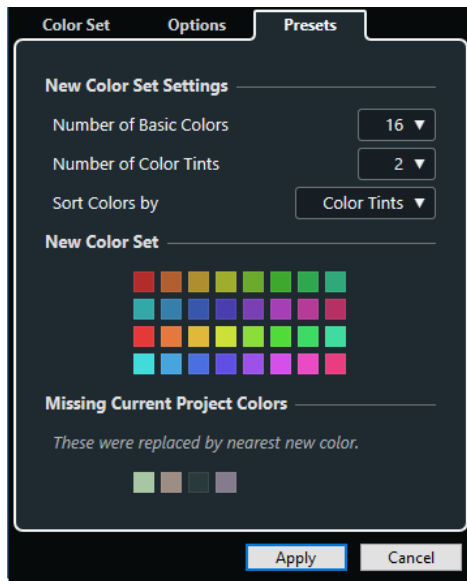 Color Set Options Presets
New Color Set Settings
Number of Basic Colors 16
Number of Color Tints 2
Sort Colors by Color Tints
New Color Set
Missing Current Project Colors
These were replaced by nearest new color.
Apply Cancel